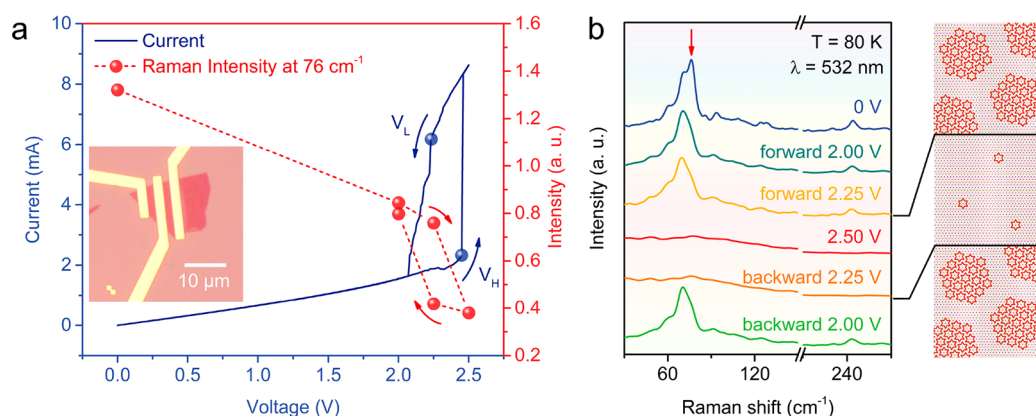 a
10
8
6
4
2
0
Current (mA)
Current
Raman Intensity at 76 cm⁻¹
V_L
V_H
10 µm
0.0
0.5
1.0
1.5
2.0
2.5
Voltage (V)
1.6
1.4
1.2
1.0
0.8
0.6
0.4
0.2
Intensity (a. u.)
b
T = 80 K
λ = 532 nm
0 V
forward 2.00 V
forward 2.25 V
2.50 V
backward 2.25 V
backward 2.00 V
Intensity (a. u.)
60
120
240
Raman shift (cm⁻¹)